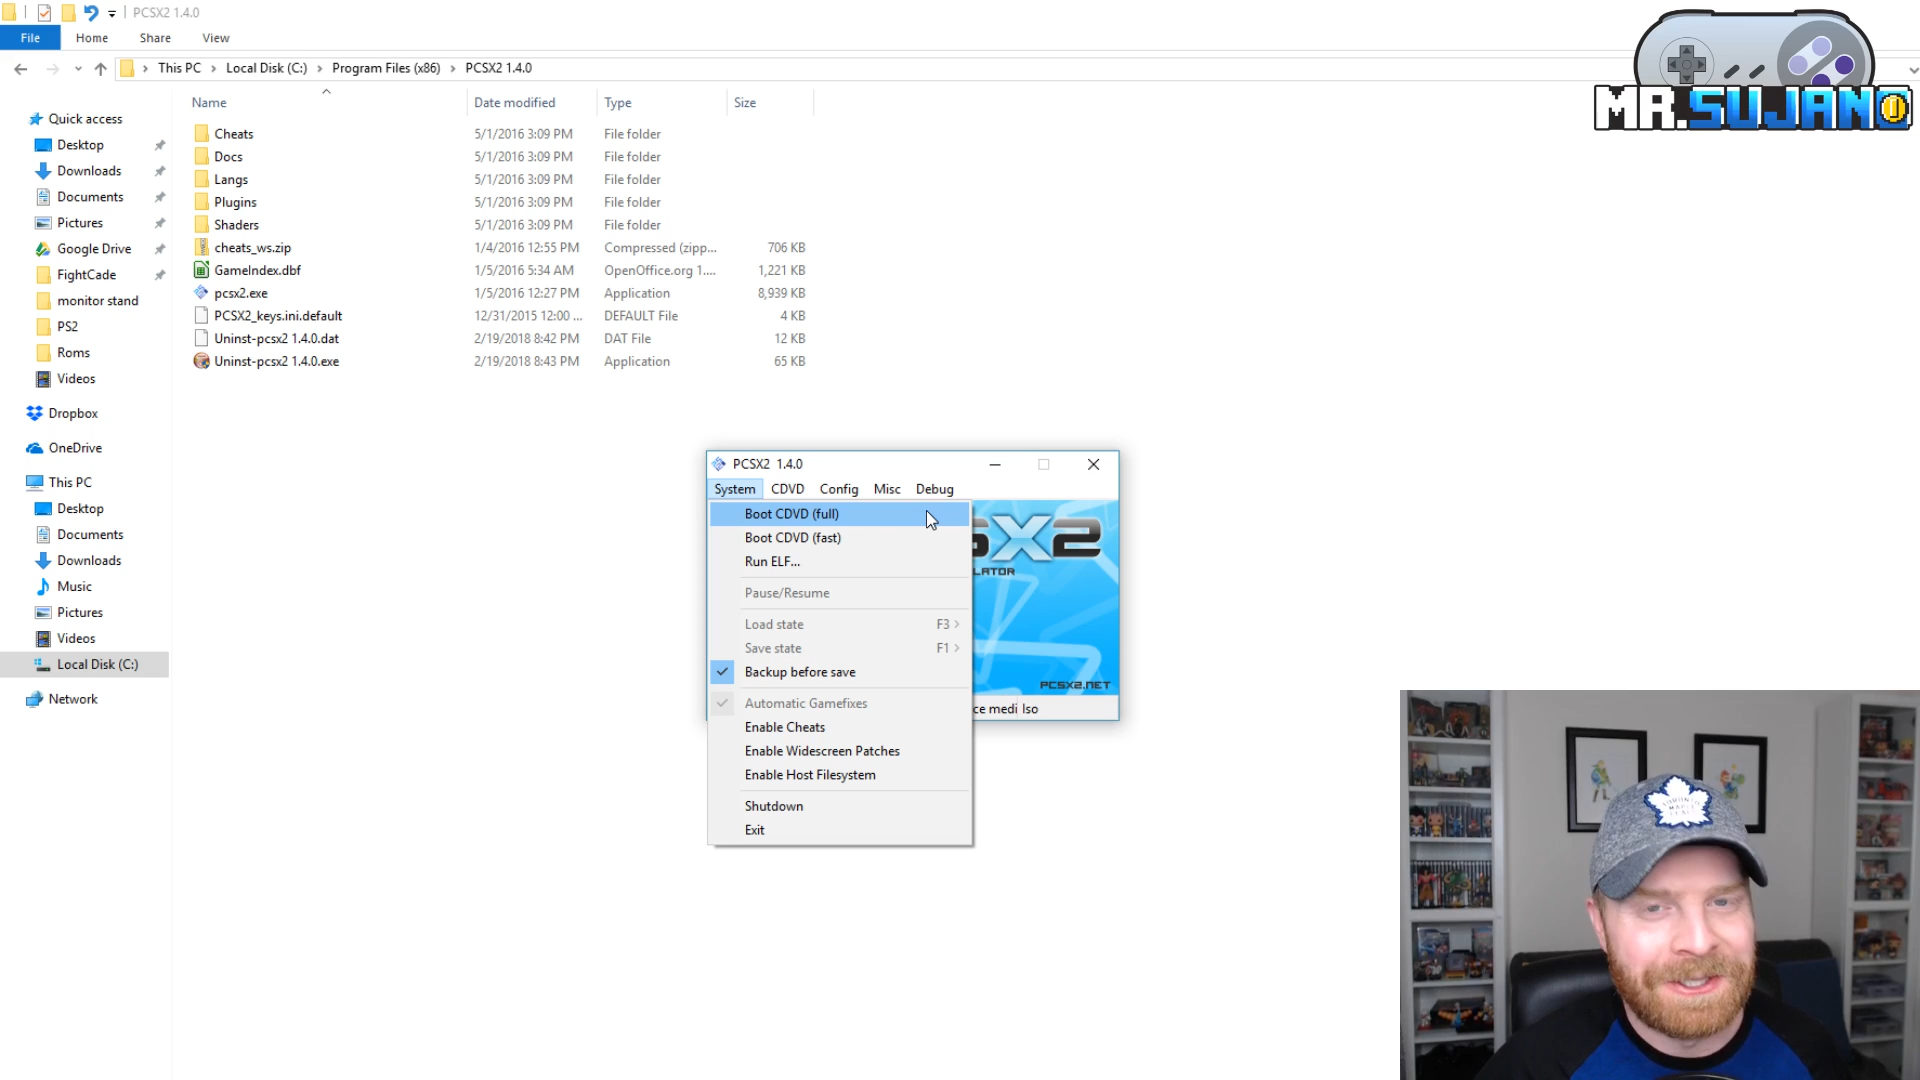 PCSX2 1.4.0
File Home Share View
This PC Local Disk (C:) Program Files (x86) PCSX2 1.4.0
MR.SUJANO
Name Date modified Type Size
Quick access
Desktop
Downloads
Documents
Pictures
Google Drive
FightCade
monitor stand
PS2
Roms
Videos
Dropbox
OneDrive
This PC
Desktop
Documents
Downloads
Music
Pictures
Videos
Local Disk (C:)
Network
Cheats 5/1/2016 3:09 PM File folder
Docs 5/1/2016 3:09 PM File folder
Langs 5/1/2016 3:09 PM File folder
Plugins 5/1/2016 3:09 PM File folder
Shaders 5/1/2016 3:09 PM File folder
cheats_ws.zip 1/4/2016 12:55 PM Compressed (zipp... 706 KB
GameIndex.dbf 1/5/2016 5:34 AM OpenOffice.org 1.... 1,221 KB
pcsx2.exe 1/5/2016 12:27 PM Application 8,939 KB
PCSX2_keys.ini.default 12/31/2015 12:00 ... DEFAULT File 4 KB
Uninst-pcsx2 1.4.0.dat 2/19/2018 8:42 PM DAT File 12 KB
Uninst-pcsx2 1.4.0.exe 2/19/2018 8:43 PM Application 65 KB
PCSX2 1.4.0
System CDVD Config Misc Debug
Boot CDVD (full)
Boot CDVD (fast)
Run ELF...
Pause/Resume
Load state F3
Save state F1
Backup before save
Automatic Gamefixes
Enable Cheats
Enable Widescreen Patches
Enable Host Filesystem
Shutdown
Exit
SX2
LATOR
PCSX2.NET
ce medi Iso
TORONTO
MAPLE